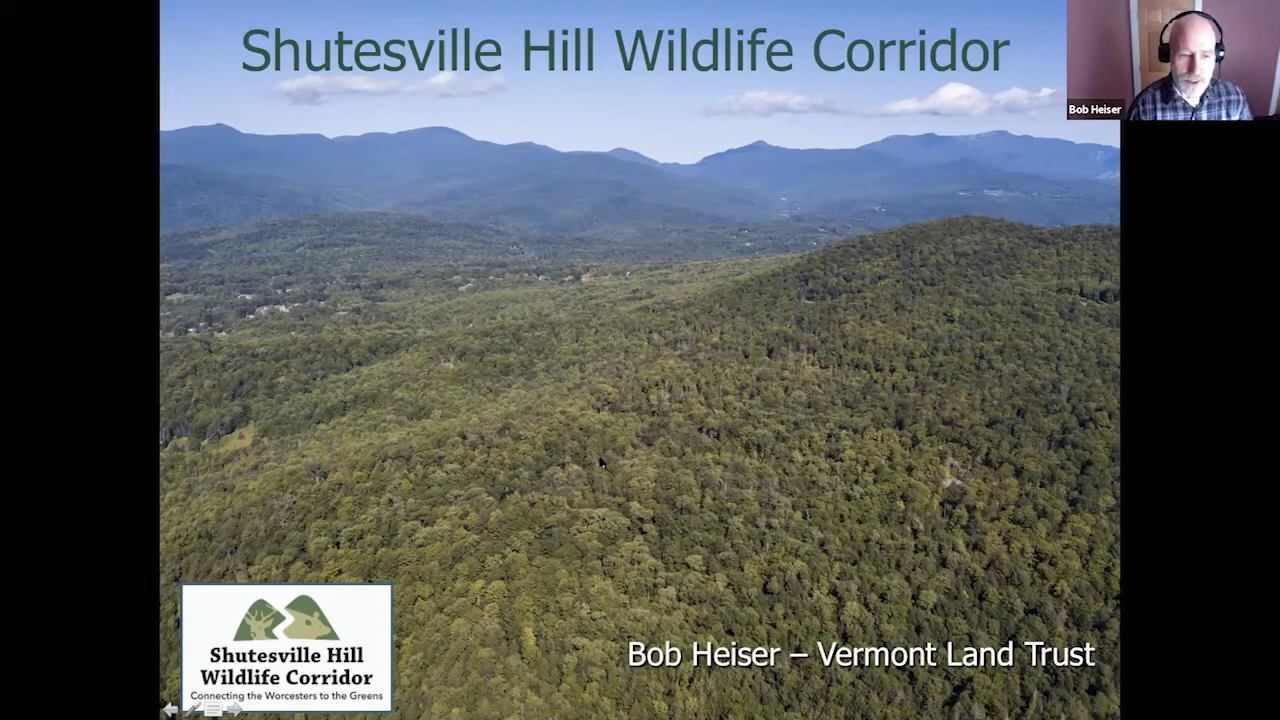 Shutesville Hill Wildlife Corridor
Bob Heiser
Shutesville Hill
Wildlife Corridor
Connecting the Worcesters to the Greens
Bob Heiser – Vermont Land Trust